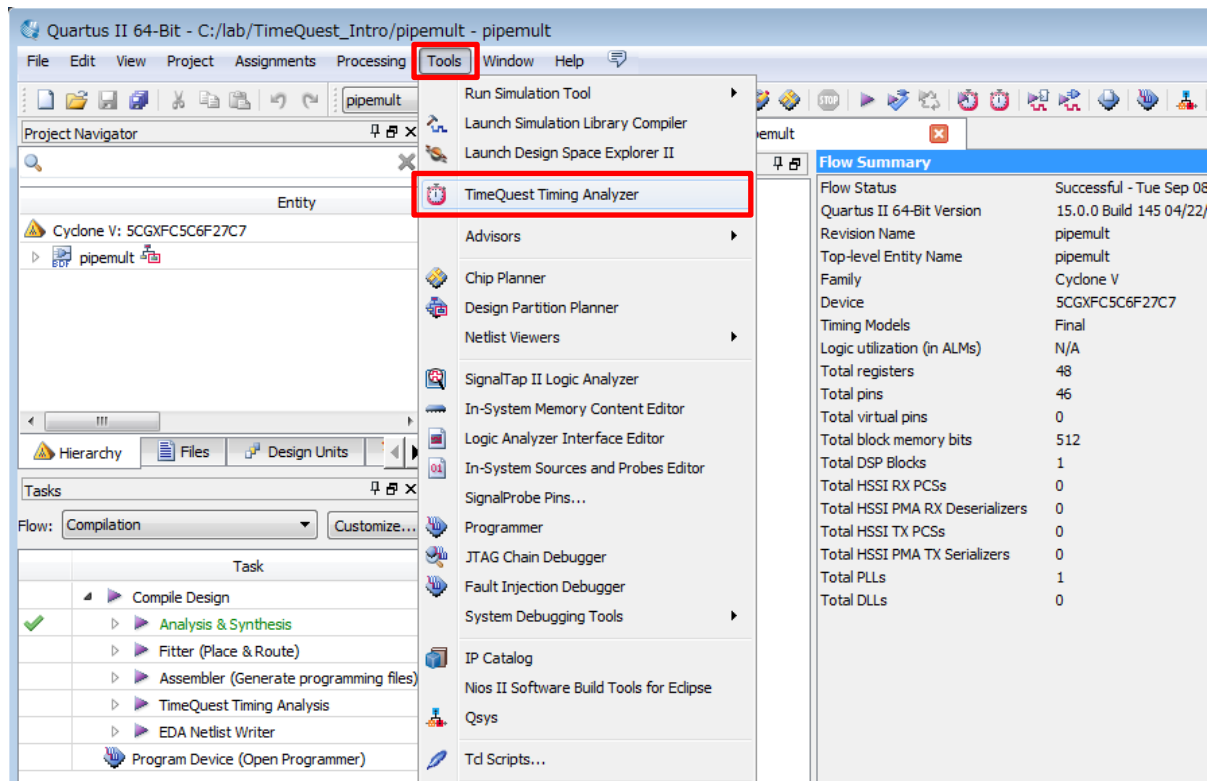 Quartus II 64-Bit - C:/lab/TimeQuest_Intro/pipemult - pipemult
File Edit View Project Assignments Processing Tools Window Help
pipemult
Project Navigator
Entity
Cyclone V: 5CGXFC5C6F27C7
pipemult
Hierarchy Files Design Units
Tasks
Flow: Compilation Customize...
Task
Compile Design
Analysis & Synthesis
Fitter (Place & Route)
Assembler (Generate programming files)
TimeQuest Timing Analysis
EDA Netlist Writer
Program Device (Open Programmer)
Run Simulation Tool
Launch Simulation Library Compiler
Launch Design Space Explorer II
TimeQuest Timing Analyzer
Advisors
Chip Planner
Design Partition Planner
Netlist Viewers
SignalTap II Logic Analyzer
In-System Memory Content Editor
Logic Analyzer Interface Editor
In-System Sources and Probes Editor
SignalProbe Pins...
Programmer
JTAG Chain Debugger
Fault Injection Debugger
System Debugging Tools
IP Catalog
Nios II Software Build Tools for Eclipse
Qsys
Tcl Scripts...
emult
Flow Summary
Flow Status Successful - Tue Sep 08
Quartus II 64-Bit Version 15.0.0 Build 145 04/22/
Revision Name pipemult
Top-level Entity Name pipemult
Family Cyclone V
Device 5CGXFC5C6F27C7
Timing Models Final
Logic utilization (in ALMs) N/A
Total registers 48
Total pins 46
Total virtual pins 0
Total block memory bits 512
Total DSP Blocks 1
Total HSSI RX PCSs 0
Total HSSI PMA RX Deserializers 0
Total HSSI TX PCSs 0
Total HSSI PMA TX Serializers 0
Total PLLs 1
Total DLLs 0